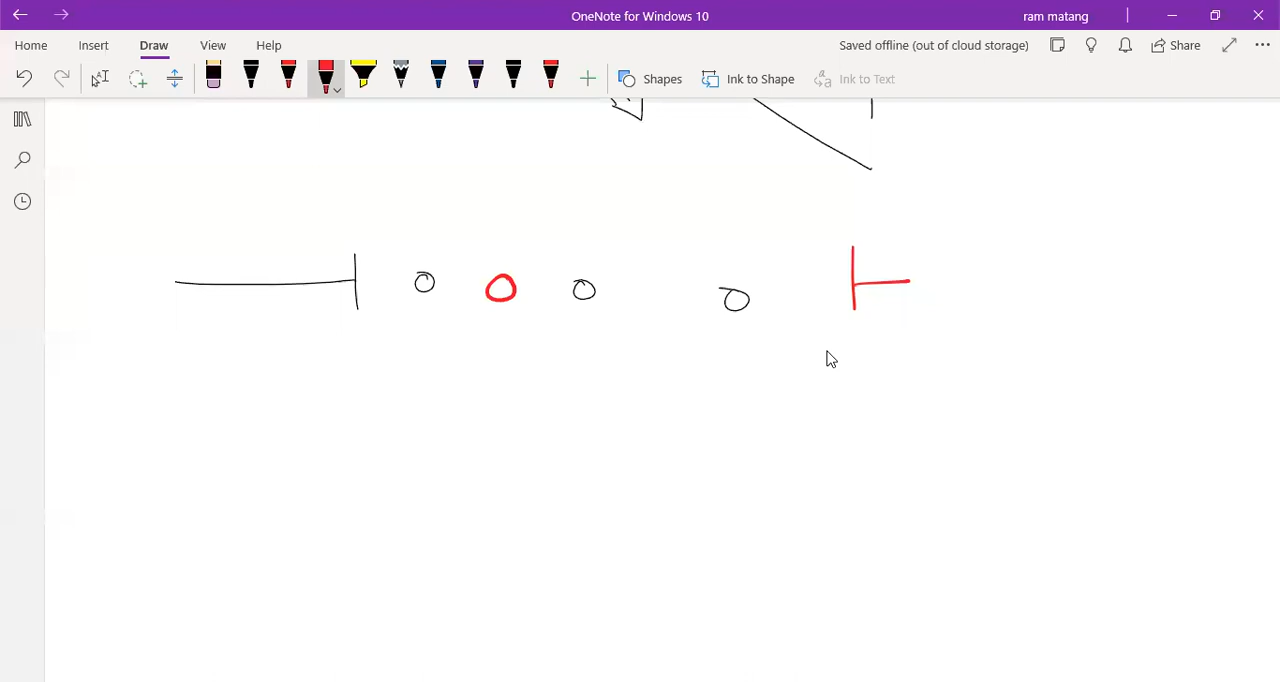 OneNote for Windows 10
ram matang
Home Insert Draw View Help
Saved offline (out of cloud storage)
Share
Shapes
Ink to Shape
Ink to Text